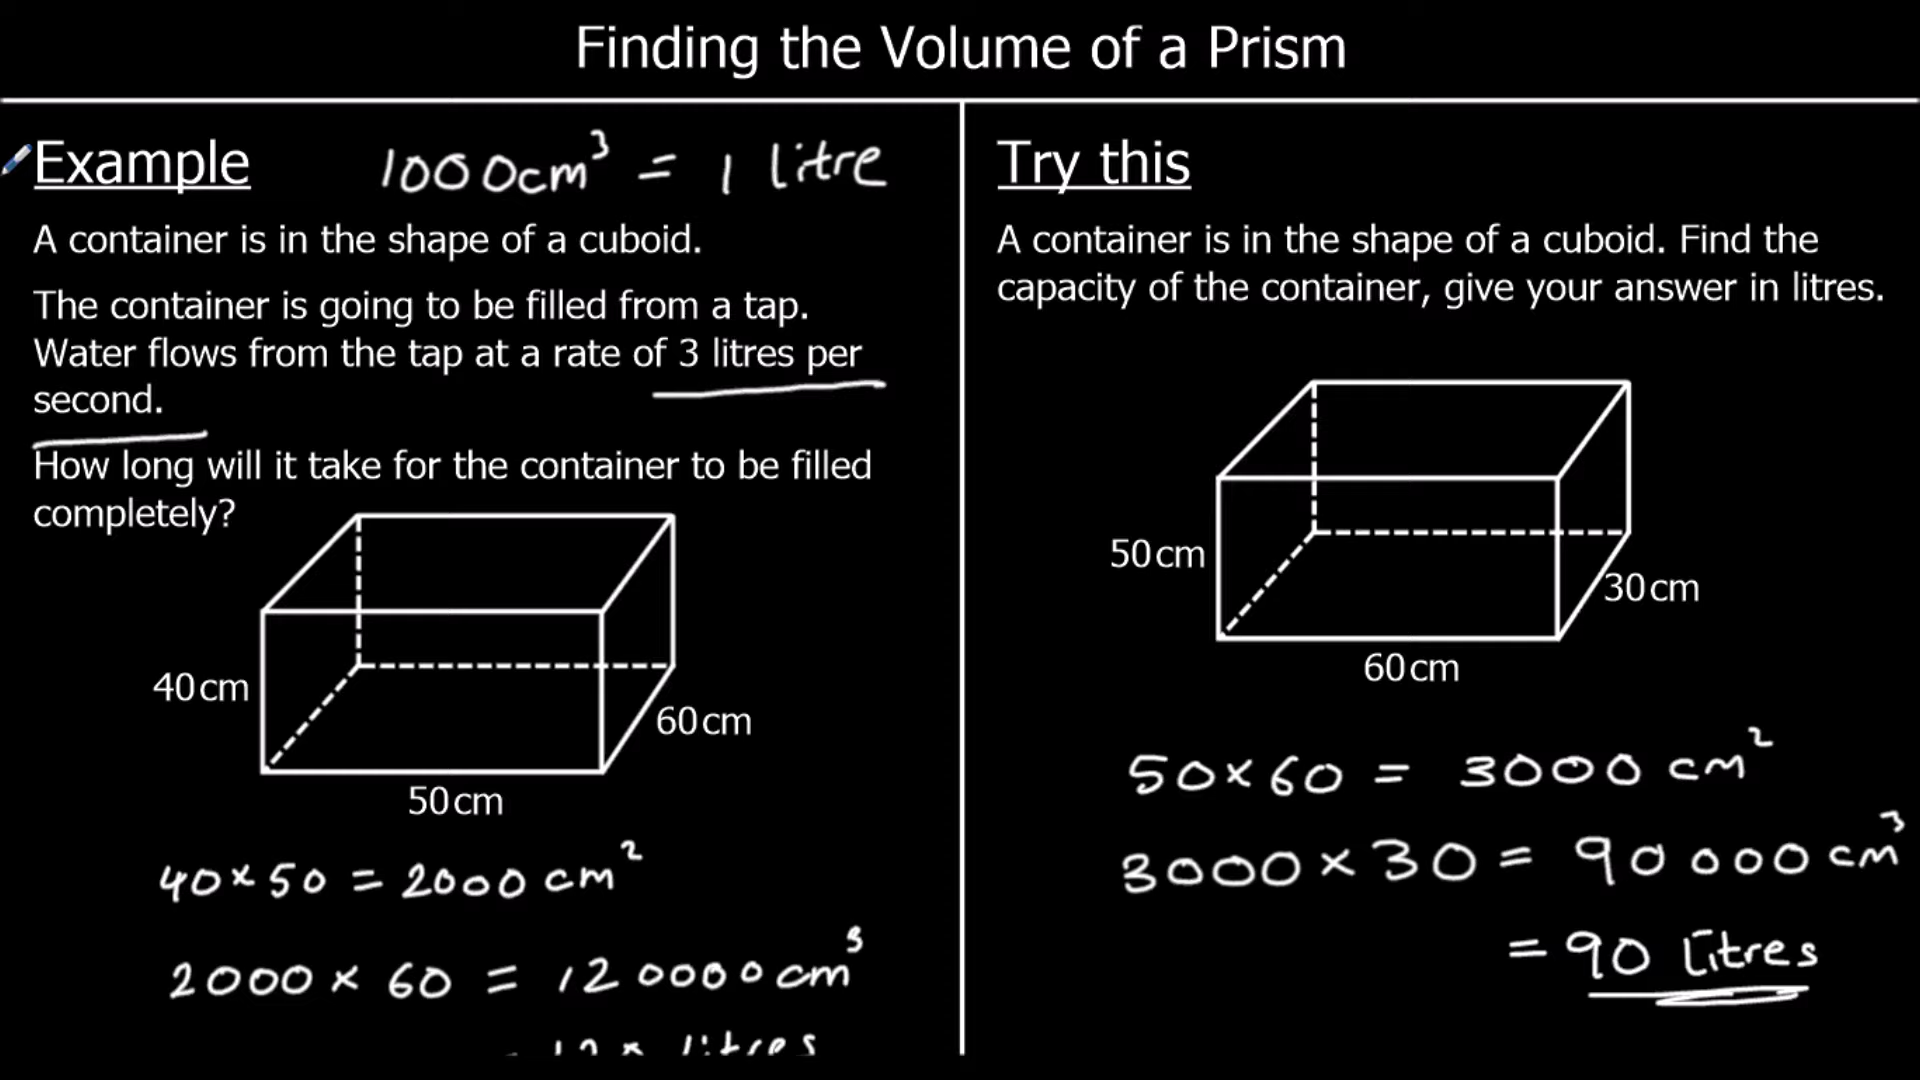 Finding the Volume of a Prism
Example
1000cm³ = 1 litre
A container is in the shape of a cuboid.
The container is going to be filled from a tap.
Water flows from the tap at a rate of 3 litres per
second.
How long will it take for the container to be filled
completely?
40cm
60cm
50cm
40 × 50 = 2000 cm²
2000 × 60 = 120000 cm³
litres
Try this
A container is in the shape of a cuboid. Find the
capacity of the container, give your answer in litres.
50cm
30cm
60cm
50 × 60 = 3000 cm²
3000 × 30 = 90000 cm³
= 90 litres